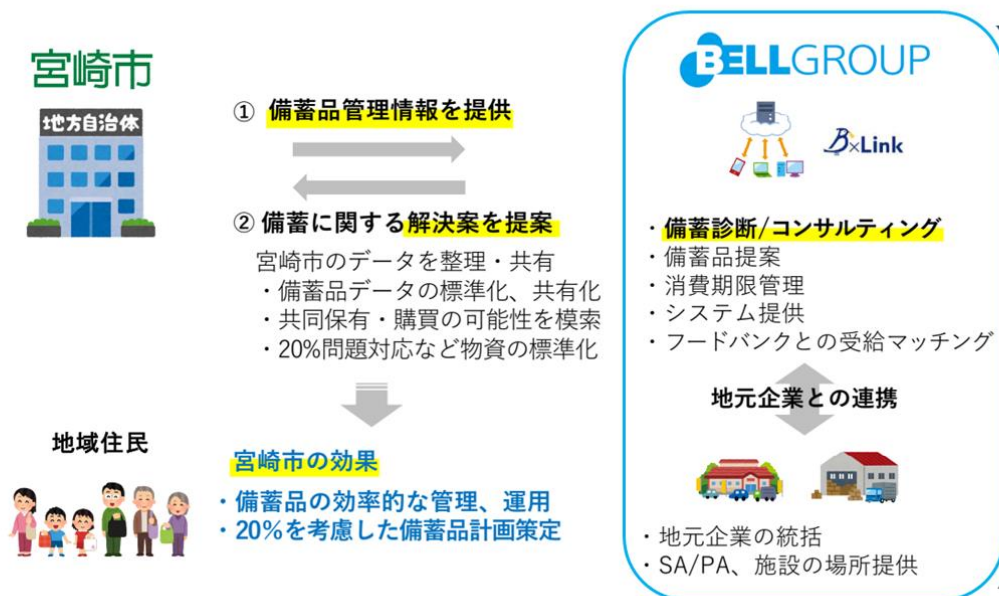 宮崎市
地方自治体
① 備蓄品管理情報を提供
② 備蓄に関する解決案を提案
宮崎市のデータを整理・共有
・備蓄品データの標準化、共有化
・共同保有・購買の可能性を模索
・20%問題対応など物資の標準化
地域住民
宮崎市の効果
・備蓄品の効率的な管理、運用
・20%を考慮した備蓄品計画策定
BELLGROUP
B×Link
・備蓄診断/コンサルティング
・備蓄品提案
・消費期限管理
・システム提供
・フードバンクとの受給マッチング
地元企業との連携
・地元企業の統括
・SA/PA、施設の場所提供